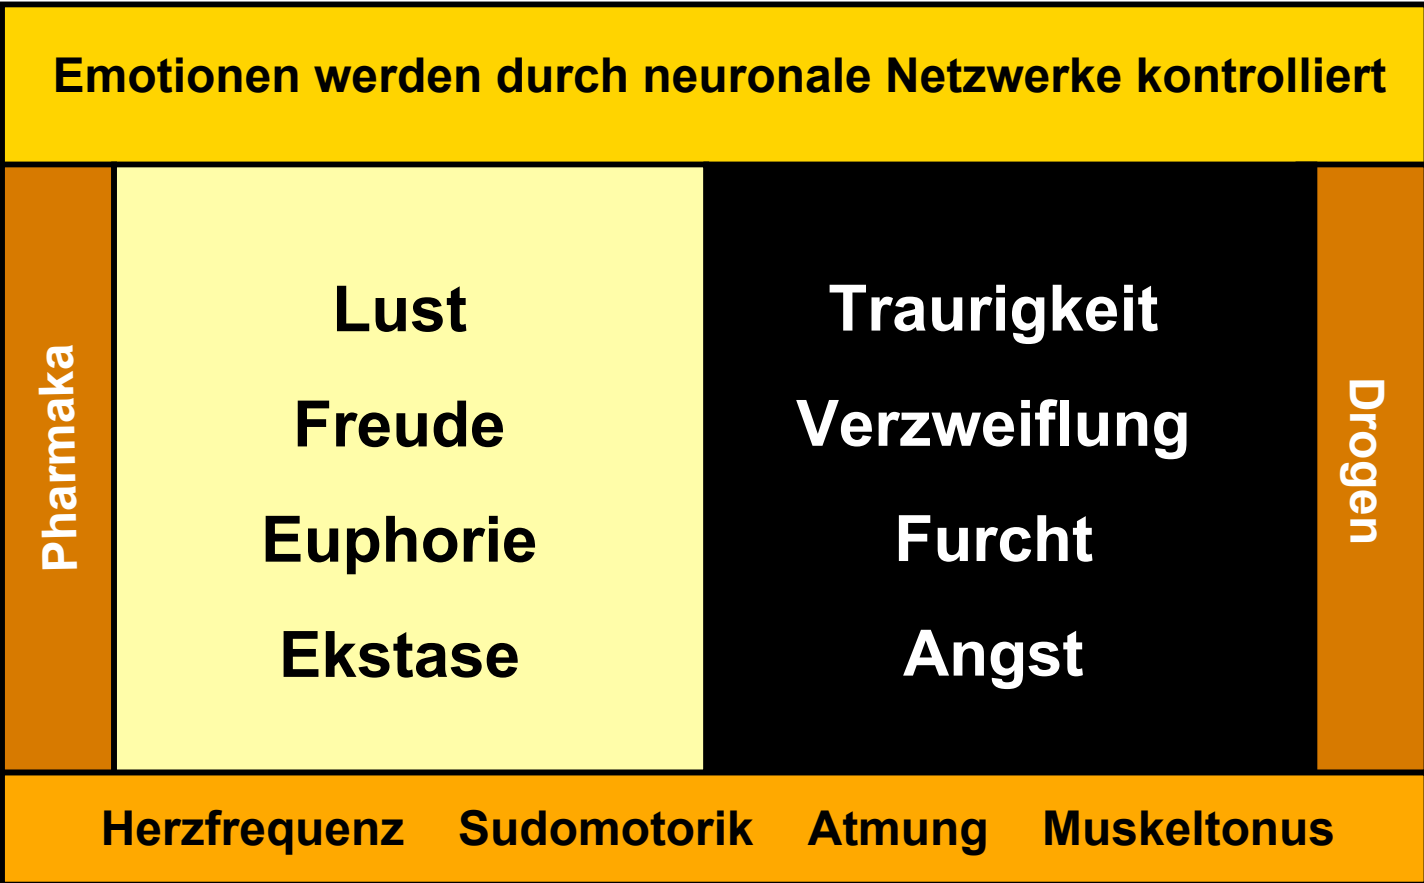 Emotionen werden durch neuronale Netzwerke kontrolliert
Pharmaka
Lust
Freude
Euphorie
Ekstase
Traurigkeit
Verzweiflung
Furcht
Angst
Drogen
Herzfrequenz Sudomotorik Atmung Muskeltonus